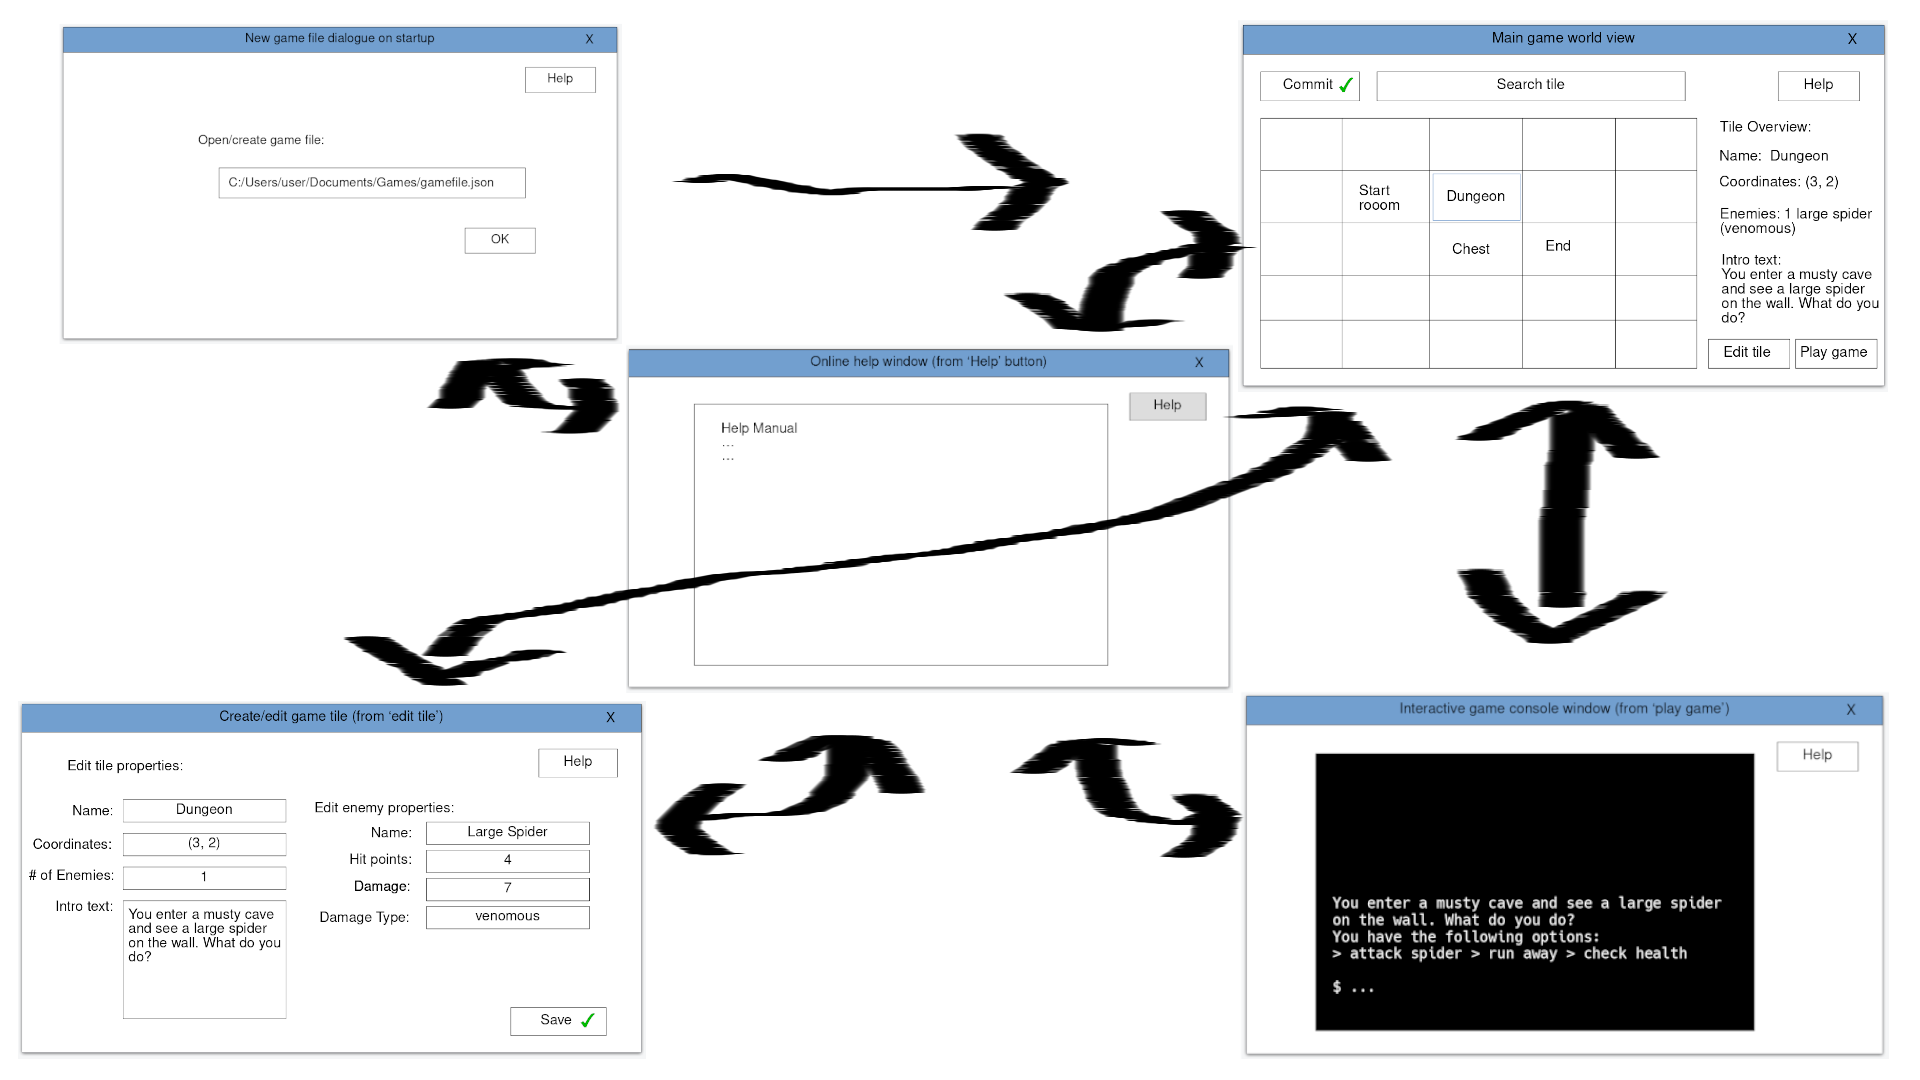 New game file dialogue on startup X
Help
Open/create game file:
C:/Users/user/Documents/Games/gamefile.json
OK
Main game world view X
Commit Search tile Help
Start
rooom
Dungeon
Chest
End
Tile Overview:
Name: Dungeon
Coordinates: (3, 2)
Enemies: 1 large spider
(venomous)
Intro text:
You enter a musty cave
and see a large spider
on the wall. What do you
do?
Edit tile Play game
Online help window (from ‘Help’ button) X
Help
Help Manual
...
...
Create/edit game tile (from ‘edit tile’) X
Help
Edit tile properties:
Name: Dungeon
Coordinates: (3, 2)
# of Enemies: 1
Intro text:
You enter a musty cave
and see a large spider
on the wall. What do you
do?
Edit enemy properties:
Name: Large Spider
Hit points: 4
Damage: 7
Damage Type: venomous
Save
Interactive game console window (from ‘play game’) X
Help
You enter a musty cave and see a large spider
on the wall. What do you do?
You have the following options:
> attack spider > run away > check health
$ ...